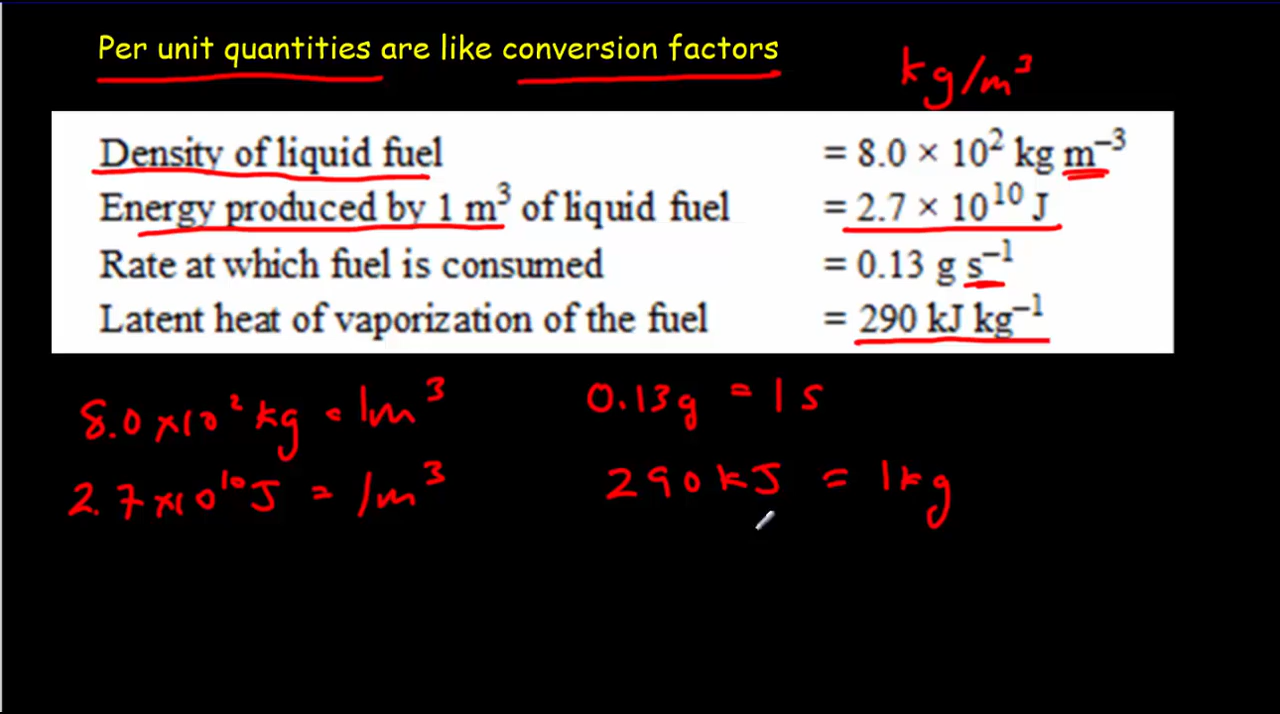 Per unit quantities are like conversion factors
kg/m³
Density of liquid fuel = 8.0 × 10² kg m⁻³
Energy produced by 1 m³ of liquid fuel = 2.7 × 10¹⁰ J
Rate at which fuel is consumed = 0.13 g s⁻¹
Latent heat of vaporization of the fuel = 290 kJ kg⁻¹
8.0 ×10² kg = 1m³ 0.13g = 1s
2.7 ×10¹⁰J = 1m³ 290kJ = 1kg